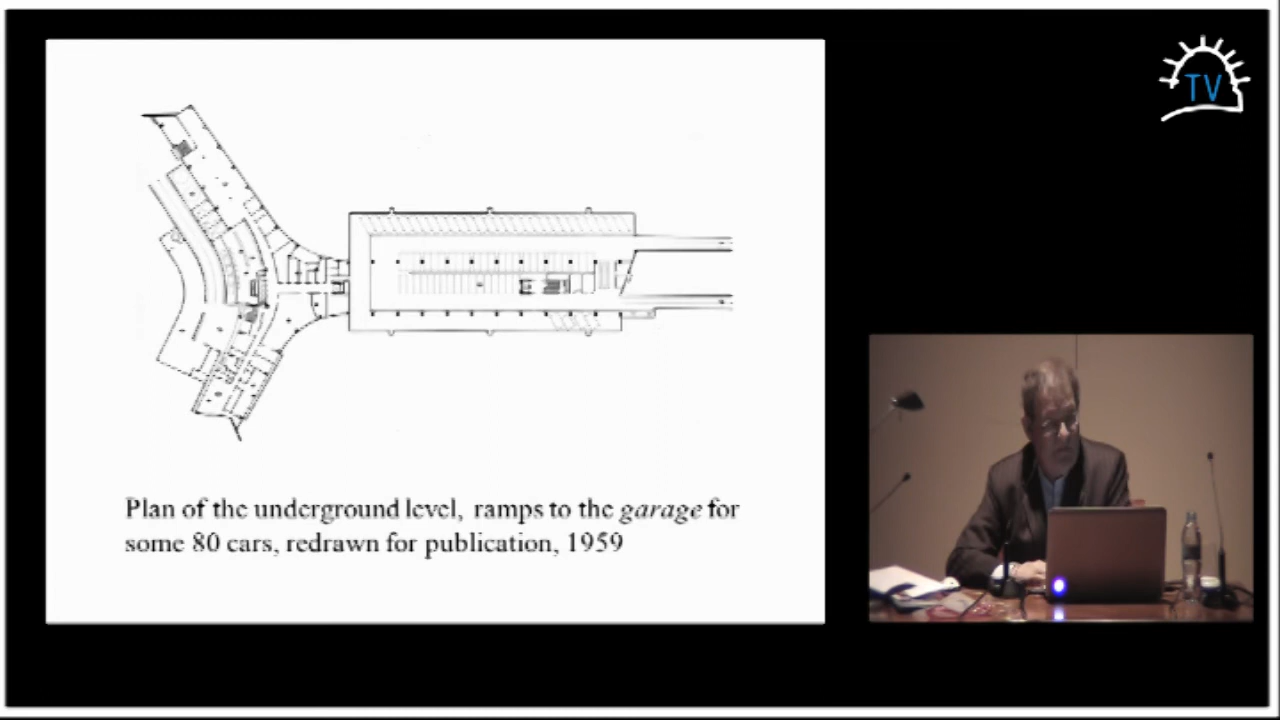 TV
Plan of the underground level, ramps to the garage for
some 80 cars, redrawn for publication, 1959